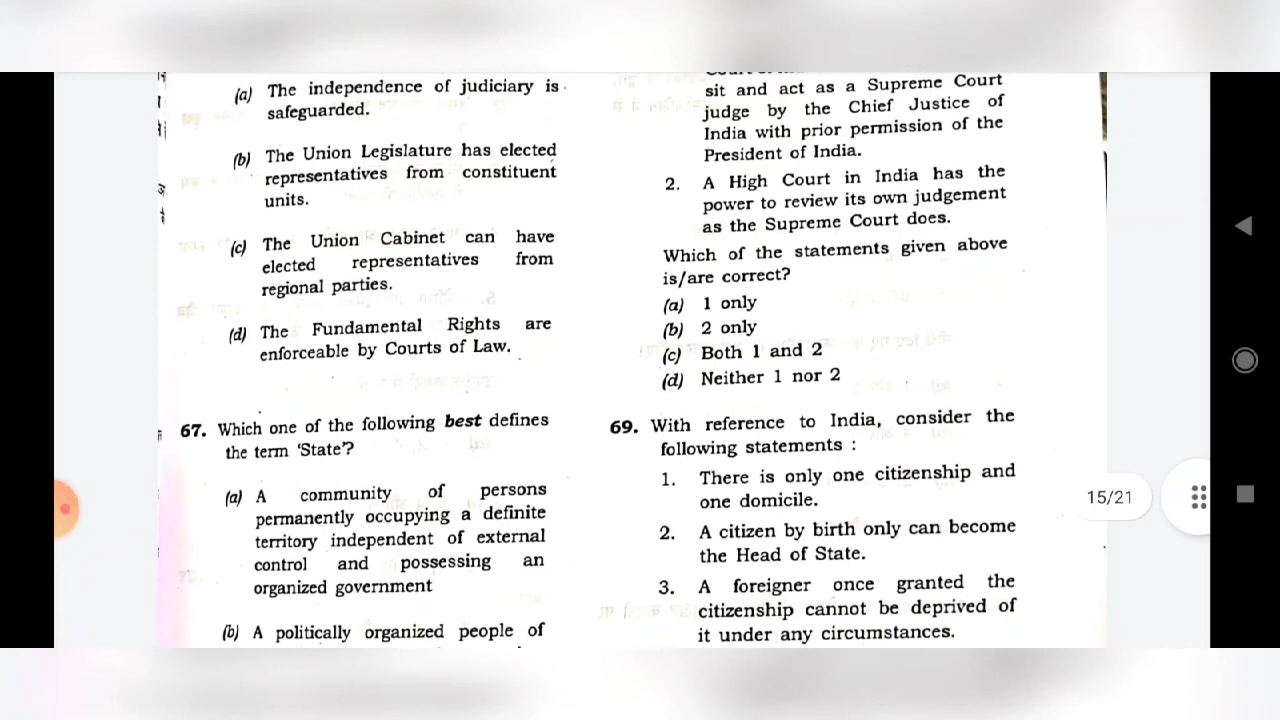 (a) The independence of judiciary is
safeguarded.
(b) The Union Legislature has elected
representatives from constituent
units.
(c) The Union Cabinet can have
elected representatives from
regional parties.
(d) The Fundamental Rights are
enforceable by Courts of Law.
67. Which one of the following best defines
the term 'State'?
(a) A community of persons
permanently occupying a definite
territory independent of external
control and possessing an
organized government
(b) A politically organized people of
sit and act as a Supreme Court
judge by the Chief Justice of
India with prior permission of the
President of India.
2. A High Court in India has the
power to review its own judgement
as the Supreme Court does.
Which of the statements given above
is/are correct?
(a) 1 only
(b) 2 only
(c) Both 1 and 2
(d) Neither 1 nor 2
69. With reference to India, consider the
following statements :
1. There is only one citizenship and
one domicile.
2. A citizen by birth only can become
the Head of State.
3. A foreigner once granted the
citizenship cannot be deprived of
it under any circumstances.
15/21